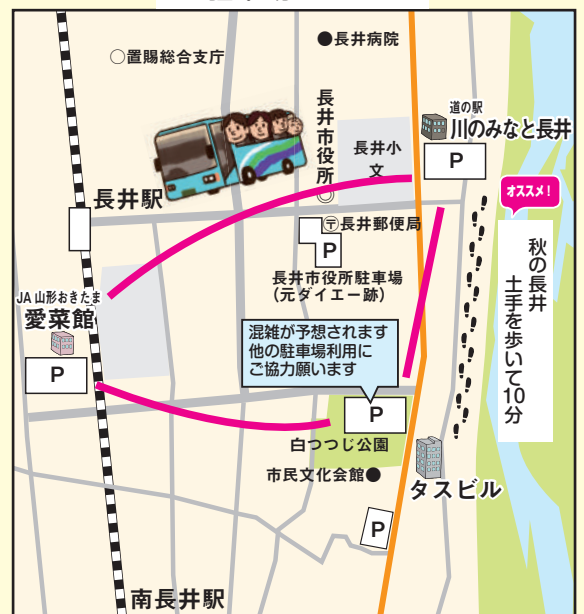 ●長井病院
○置賜総合支庁
道の駅
川のみなと長井
P
長井市役所◎
長井小
文
オススメ!
長井駅
〒長井郵便局
P
長井市役所駐車場
(元ダイエー跡)
秋の長井
土手を歩いて10分
JA山形おきたま
愛菜館
P
混雑が予想されます
他の駐車場利用に
ご協力願います
P
白つつじ公園
市民文化会館●
タスビル
P
南長井駅